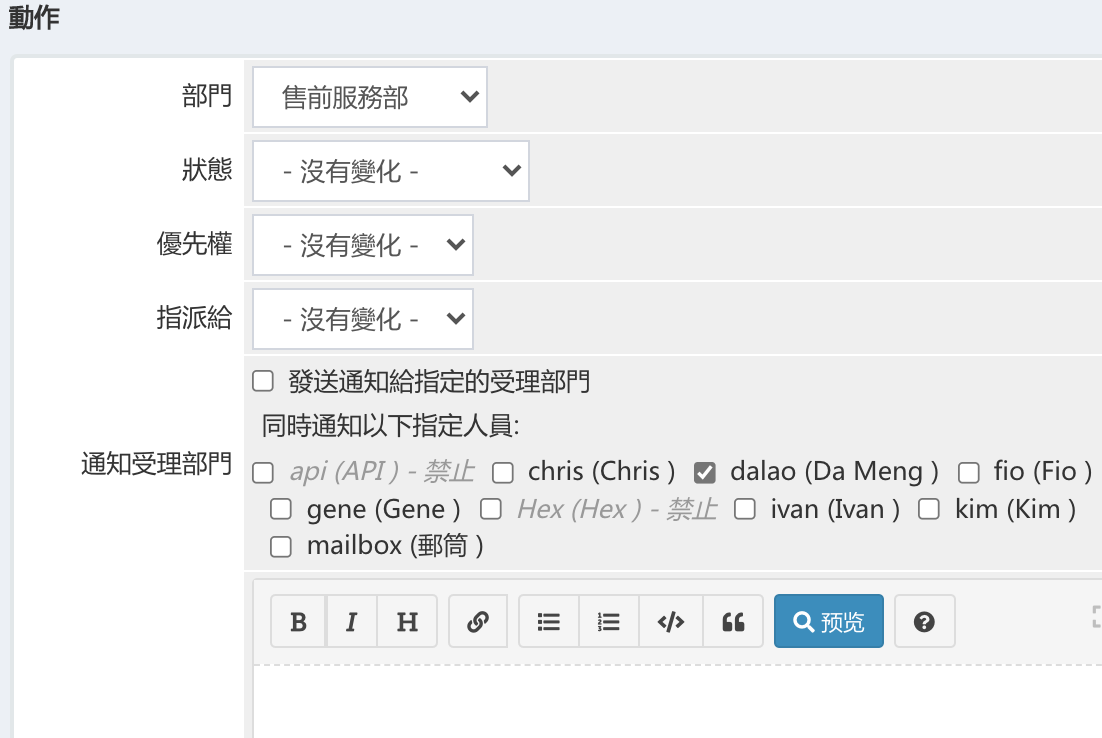 動作
部門 售前服務部
狀態 - 沒有變化 -
優先權 - 沒有變化 -
指派給 - 沒有變化 -
發送通知給指定的受理部門
同時通知以下指定人員:
通知受理部門
api (API ) - 禁止 chris (Chris ) dalao (Da Meng ) fio (Fio )
gene (Gene ) Hex (Hex ) - 禁止 ivan (Ivan ) kim (Kim )
mailbox (郵筒 )
B I H 预览